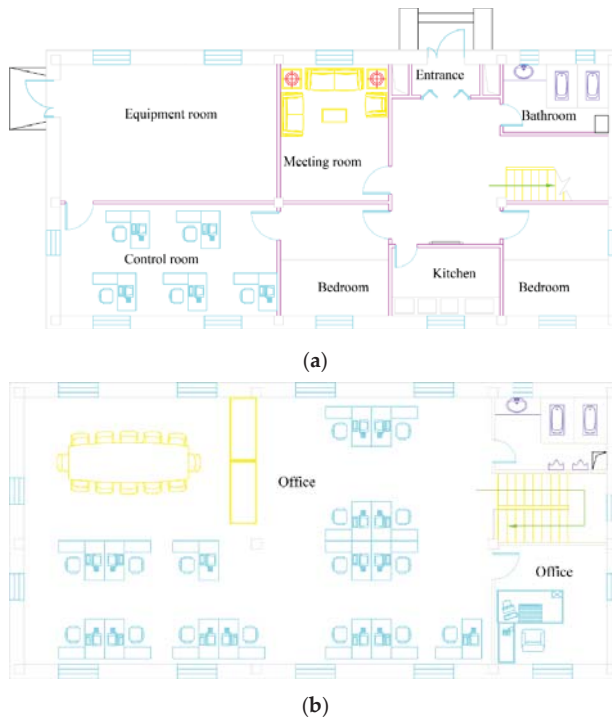 Entrance
Equipment room
Bathroom
Meeting room
Control room
Kitchen
Bedroom
Bedroom
(a)
Office
Office
(b)